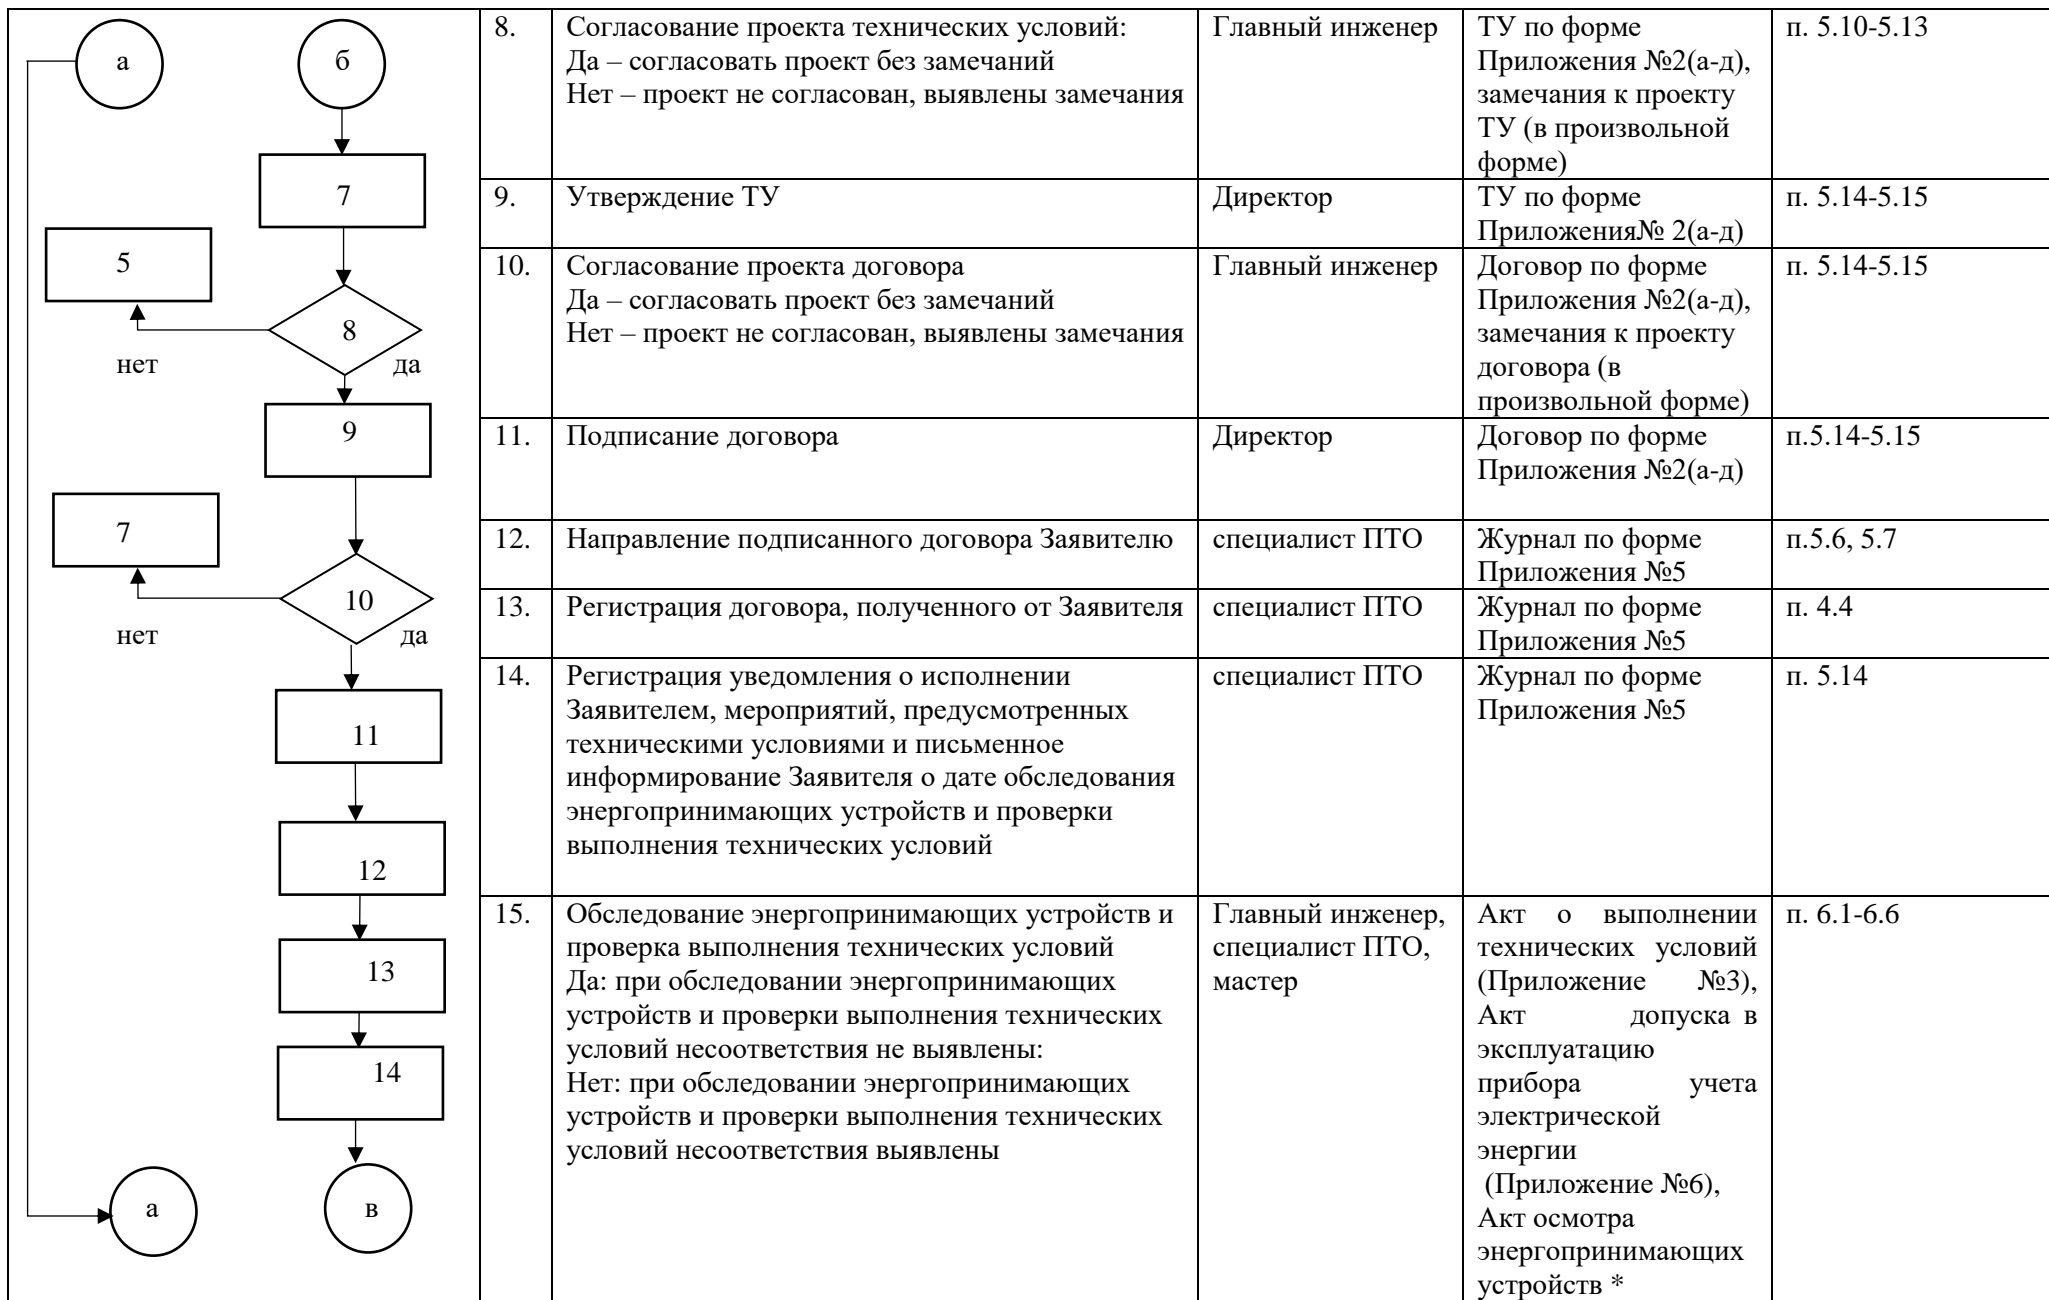 а
б
7
5
8
нет
да
9
7
10
нет
да
11
12
13
14
а
в
8.
Согласование проекта технических условий:
Да – согласовать проект без замечаний
Нет – проект не согласован, выявлены замечания
Главный инженер
ТУ по форме
Приложения №2(а-д),
замечания к проекту
ТУ (в произвольной
форме)
п. 5.10-5.13
9.
Утверждение ТУ
Директор
ТУ по форме
Приложения№ 2(а-д)
п. 5.14-5.15
10.
Согласование проекта договора
Да – согласовать проект без замечаний
Нет – проект не согласован, выявлены замечания
Главный инженер
Договор по форме
Приложения №2(а-д),
замечания к проекту
договора (в
произвольной форме)
п. 5.14-5.15
11.
Подписание договора
Директор
Договор по форме
Приложения №2(а-д)
п.5.14-5.15
12.
Направление подписанного договора Заявителю
специалист ПТО
Журнал по форме
Приложения №5
п.5.6, 5.7
13.
Регистрация договора, полученного от Заявителя
специалист ПТО
Журнал по форме
Приложения №5
п. 4.4
14.
Регистрация уведомления о исполнении
Заявителем, мероприятий, предусмотренных
техническими условиями и письменное
информирование Заявителя о дате обследования
энергопринимающих устройств и проверки
выполнения технических условий
специалист ПТО
Журнал по форме
Приложения №5
п. 5.14
15.
Обследование энергопринимающих устройств и
проверка выполнения технических условий
Да: при обследовании энергопринимающих
устройств и проверки выполнения технических
условий несоответствия не выявлены:
Нет: при обследовании энергопринимающих
устройств и проверки выполнения технических
условий несоответствия выявлены
Главный инженер,
специалист ПТО,
мастер
Акт о выполнении
технических условий
(Приложение №3),
Акт допуска в
эксплуатацию
прибора учета
электрической
энергии
(Приложение №6),
Акт осмотра
энергопринимающих
устройств *
п. 6.1-6.6